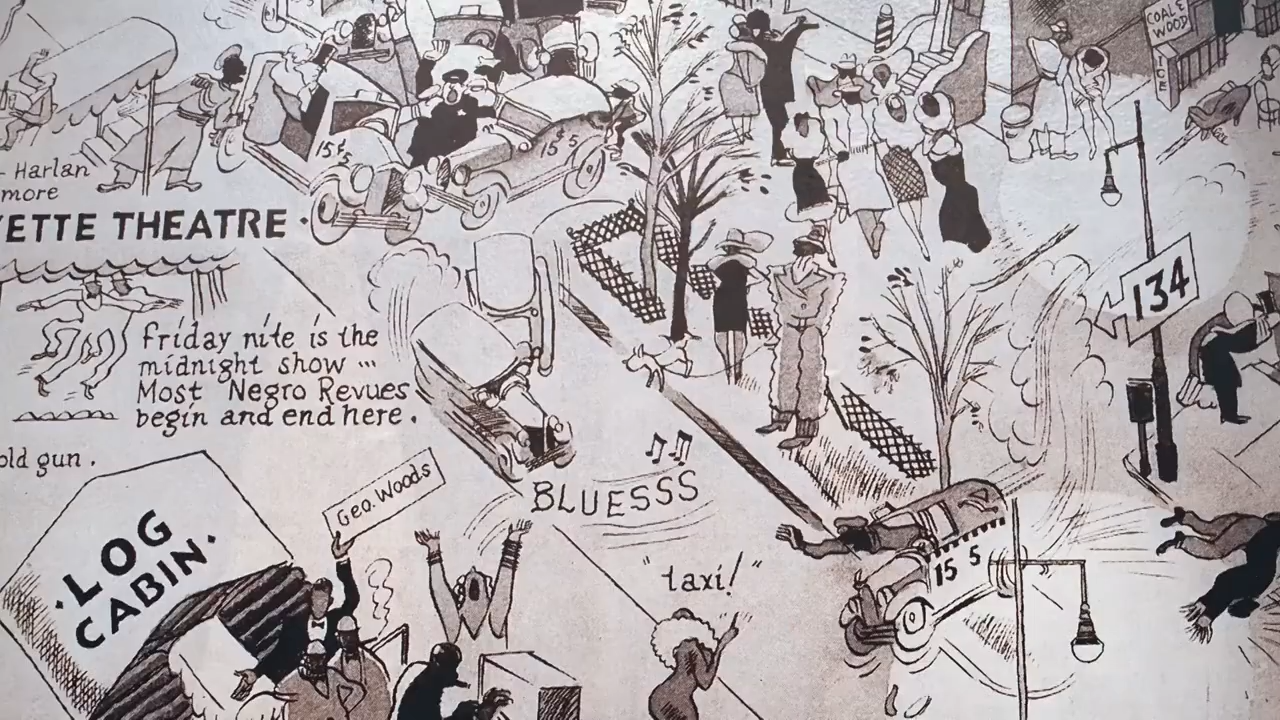 COAL &
WOOD
ICE
15¢
5
15 5
- Harlan
more
YETTE THEATRE.
134
Friday nite is the
midnight show ...
Most Negro Revues
begin and end here.
old gun.
Geo. Woods
BLUESSS
.LOG
CABIN.
"taxi!"
15 5